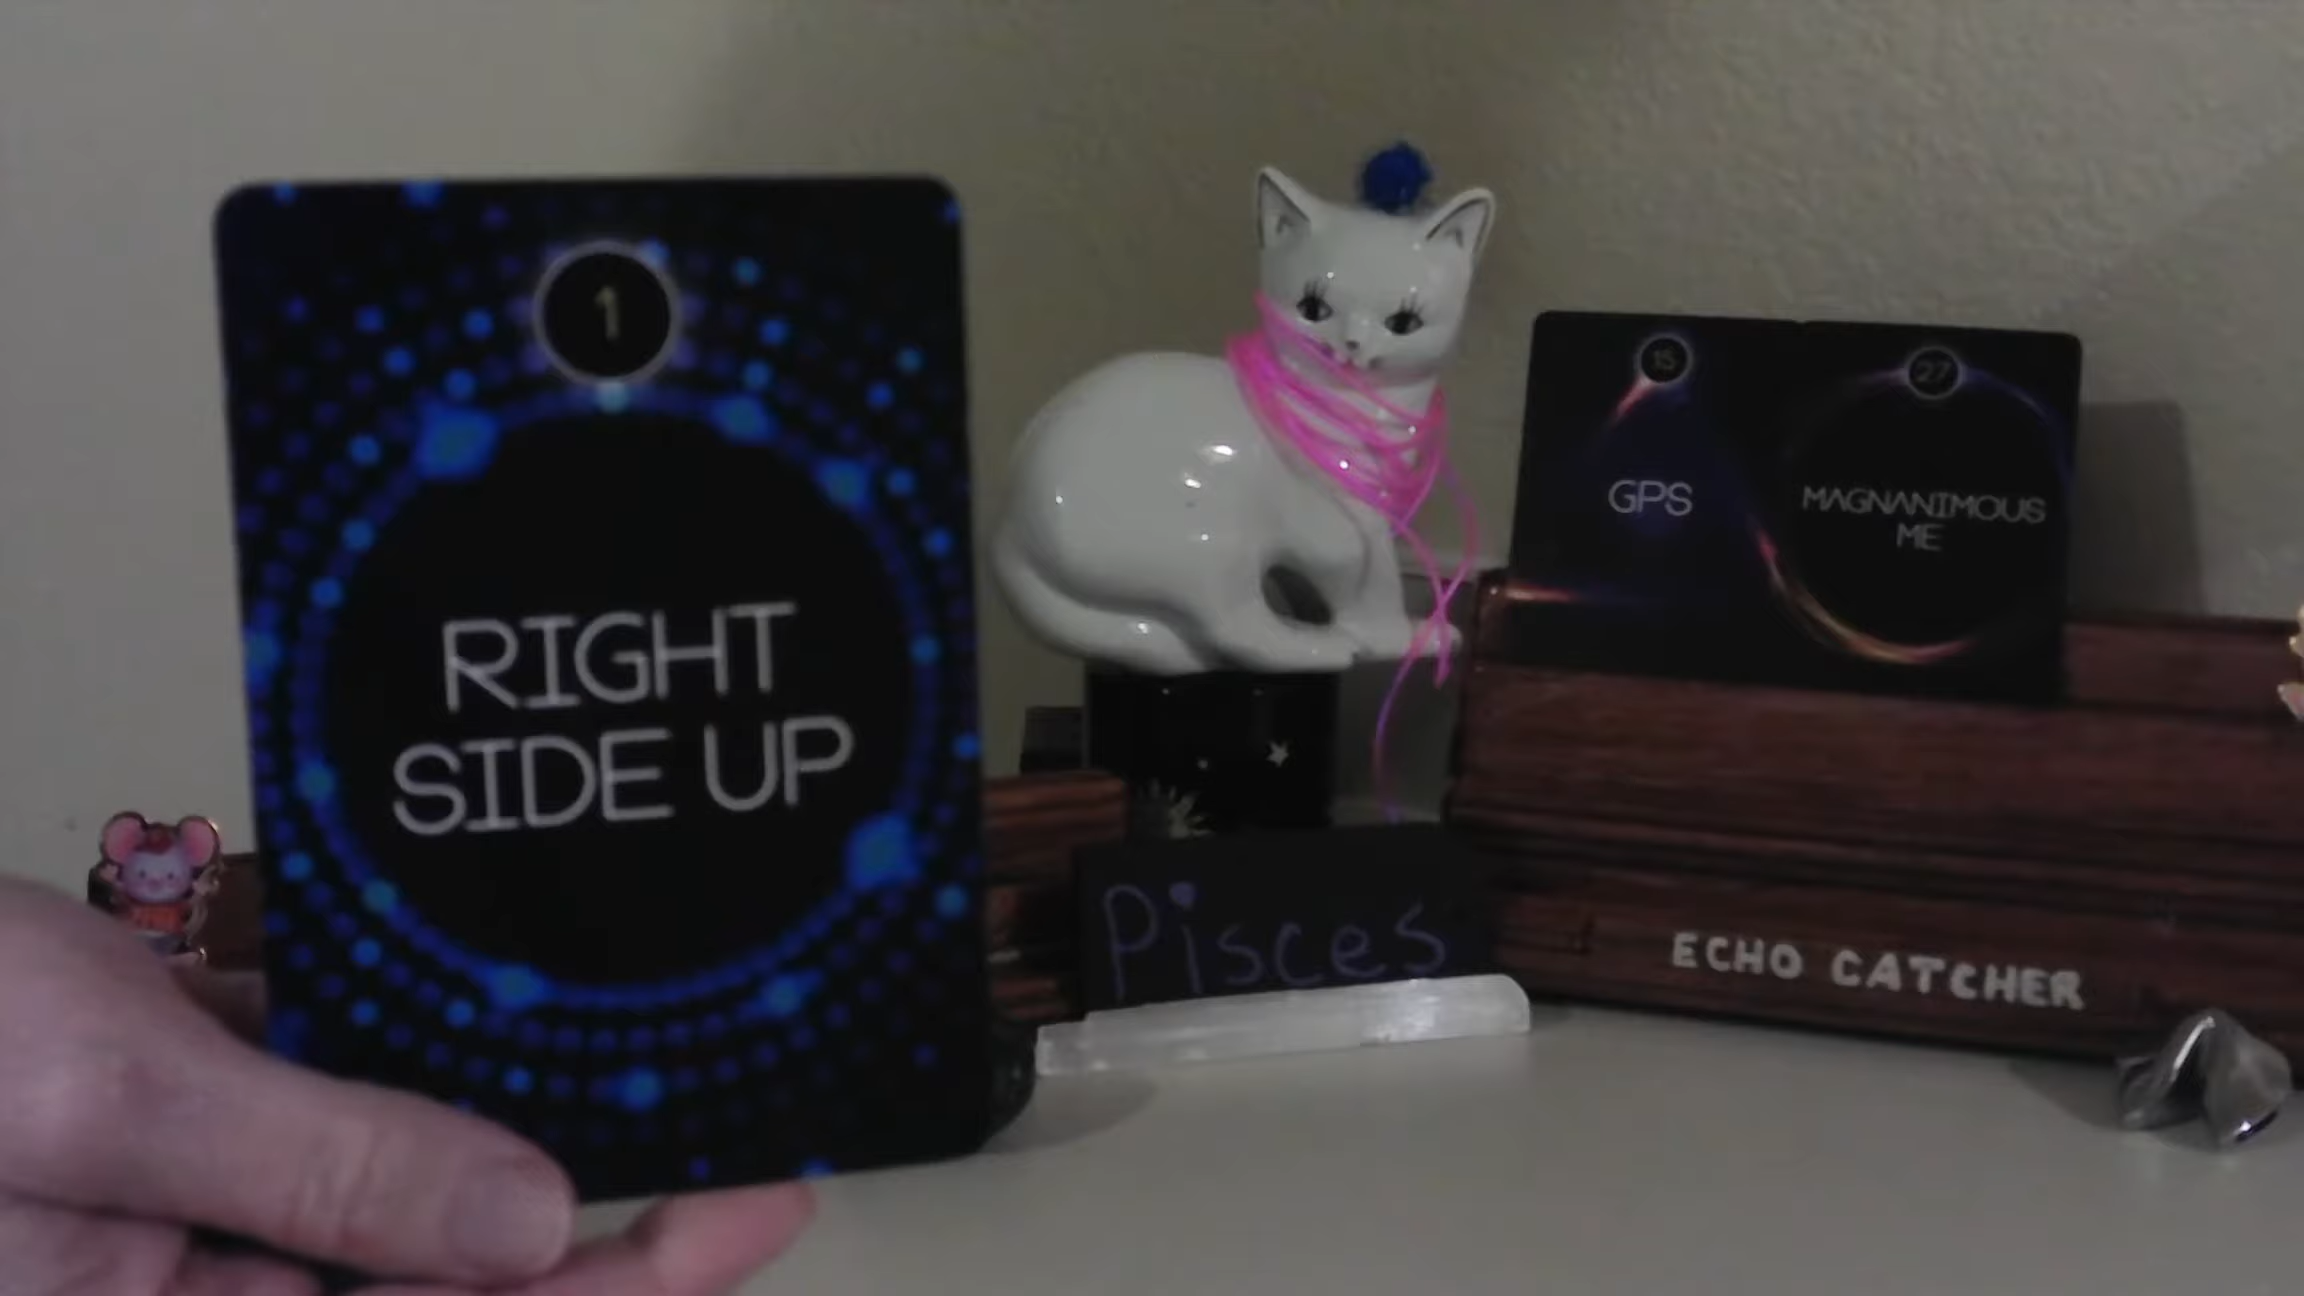 1
RIGHT
SIDE UP
15
GPS
27
MAGNANIMOUS
ME
Pisces
ECHO CATCHER